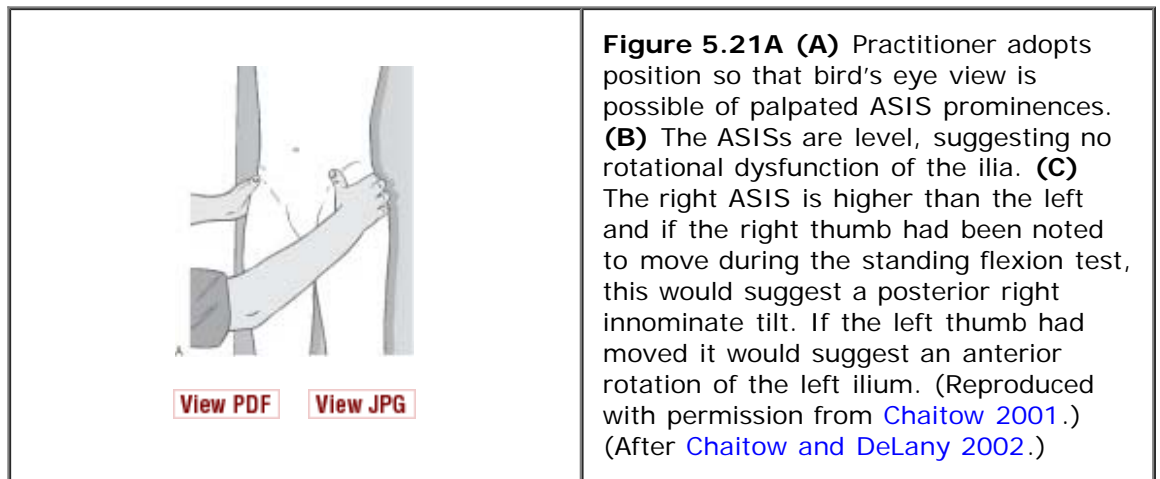 Figure 5.21A (A) Practitioner adopts
position so that bird's eye view is
possible of palpated ASIS prominences.
(B) The ASISs are level, suggesting no
rotational dysfunction of the ilia. (C)
The right ASIS is higher than the left
and if the right thumb had been noted
to move during the standing flexion test,
this would suggest a posterior right
innominate tilt. If the left thumb had
moved it would suggest an anterior
rotation of the left ilium. (Reproduced
with permission from Chaitow 2001.)
(After Chaitow and DeLany 2002.)
A
View PDF View JPG